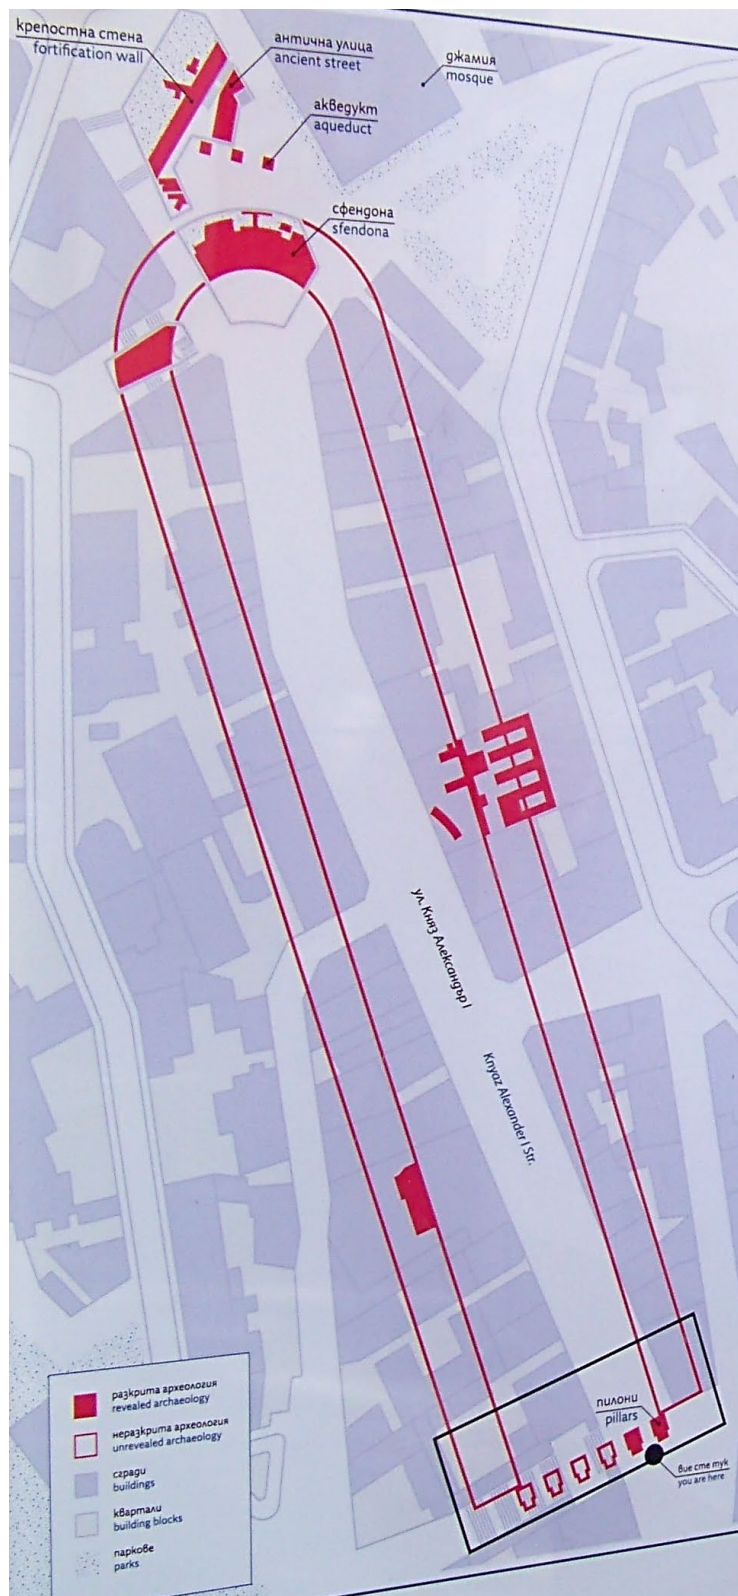 крепостна стена
fortification wall
антична улица
ancient street
джамия
mosque
акведукт
aqueduct
сфендона
sfendona
ул. Княз Александър I
Knyaz Alexander I Str.
пилони
pillars
вие сте тук
you are here
разкрита археология
revealed archaeology
неразкрита археология
unrevealed archaeology
сгради
buildings
квартали
building blocks
паркове
parks